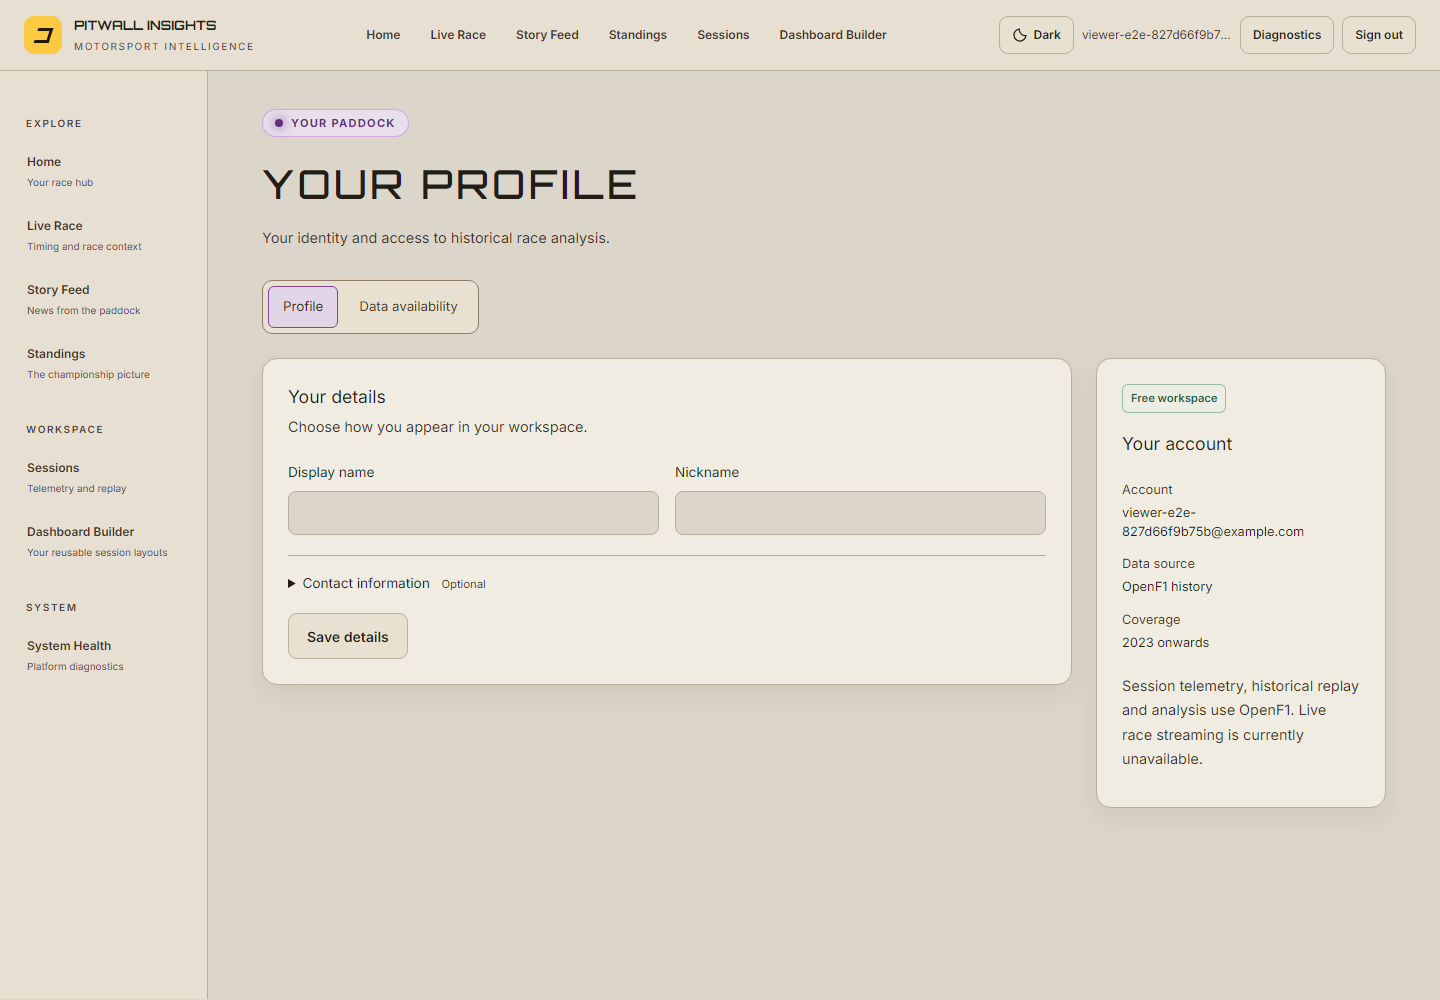 PITWALL INSIGHTS
MOTORSPORT INTELLIGENCE
Home
Live Race
Story Feed
Standings
Sessions
Dashboard Builder
Dark
viewer-e2e-827d66f9b7...
Diagnostics
Sign out
EXPLORE
Home
Your race hub
Live Race
Timing and race context
Story Feed
News from the paddock
Standings
The championship picture
WORKSPACE
Sessions
Telemetry and replay
Dashboard Builder
Your reusable session layouts
SYSTEM
System Health
Platform diagnostics
YOUR PADDOCK
YOUR PROFILE
Your identity and access to historical race analysis.
Profile
Data availability
Your details
Choose how you appear in your workspace.
Display name
Nickname
Contact information Optional
Save details
Free workspace
Your account
Account
viewer-e2e-
827d66f9b75b@example.com
Data source
OpenF1 history
Coverage
2023 onwards
Session telemetry, historical replay
and analysis use OpenF1. Live
race streaming is currently
unavailable.